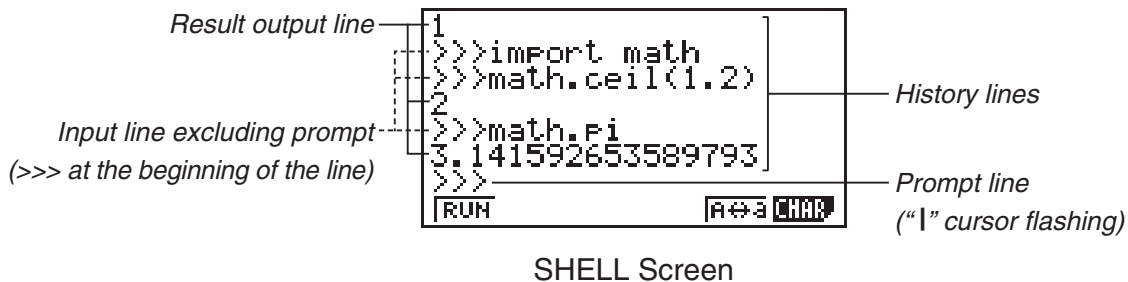 Result output line
Input line excluding prompt
(>>> at the beginning of the line)
1
>>>import math
>>>math.ceil(1.2)
2
>>>math.pi
3.141592653589793
>>>
RUN A⇔a CHAR
History lines
Prompt line
(“|” cursor flashing)
SHELL Screen